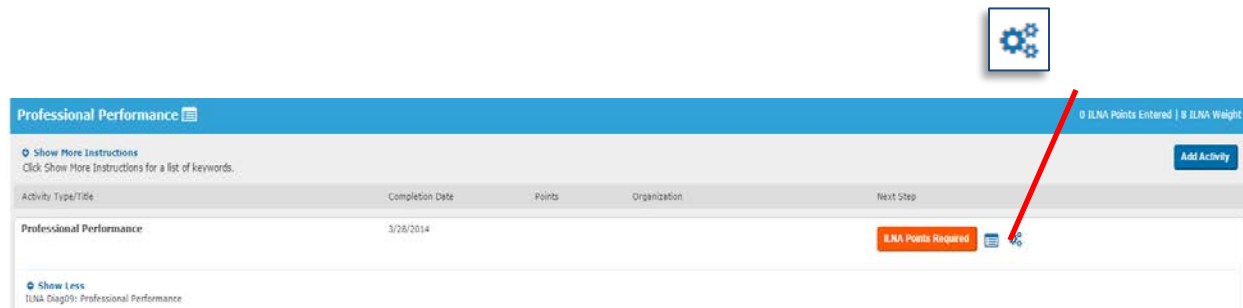 Professional Performance
0 ILNA Points Entered | 8 ILNA Weight
Show More Instructions
Click Show More Instructions for a list of keywords.
Add Activity
Activity Type/Title Completion Date Points Organization Next Step
Professional Performance 3/28/2014 ILNA Points Required
Show Less
ILNA Diag09: Professional Performance